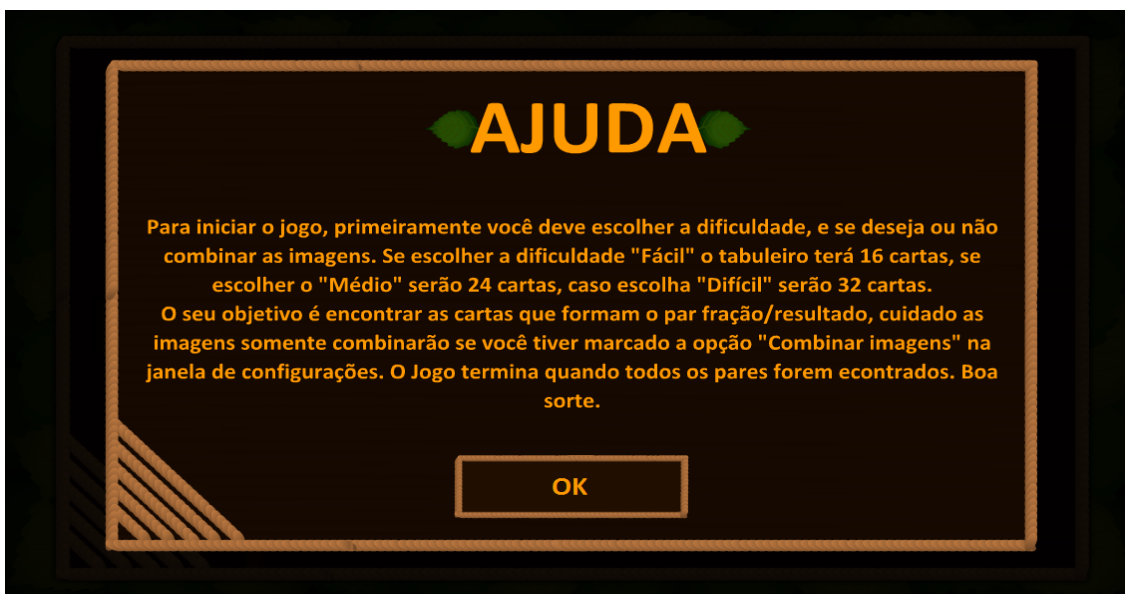 AJUDA
Para iniciar o jogo, primeiramente você deve escolher a dificuldade, e se deseja ou não
combinar as imagens. Se escolher a dificuldade "Fácil" o tabuleiro terá 16 cartas, se
escolher o "Médio" serão 24 cartas, caso escolha "Difícil" serão 32 cartas.
O seu objetivo é encontrar as cartas que formam o par fração/resultado, cuidado as
imagens somente combinarão se você tiver marcado a opção "Combinar imagens" na
janela de configurações. O Jogo termina quando todos os pares forem econtrados. Boa
sorte.
OK